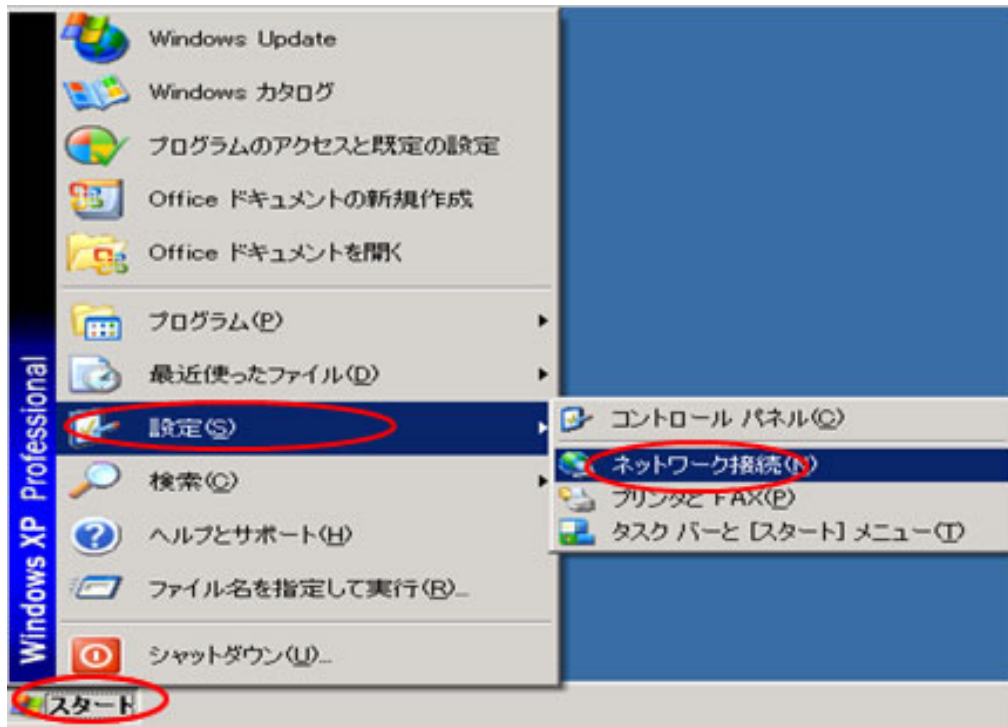 Windows Update
Windows カタログ
プログラムのアクセスと既定の設定
Office ドキュメントの新規作成
Office ドキュメントを開く
プログラム(P)
最近使ったファイル(D)
設定(S)
検索(C)
ヘルプとサポート(H)
ファイル名を指定して実行(R)...
シャットダウン(U)...
コントロール パネル(C)
ネットワーク接続(N)
プリンタと FAX(P)
タスク バーと [スタート] メニュー(T)
Windows XP Professional
スタート